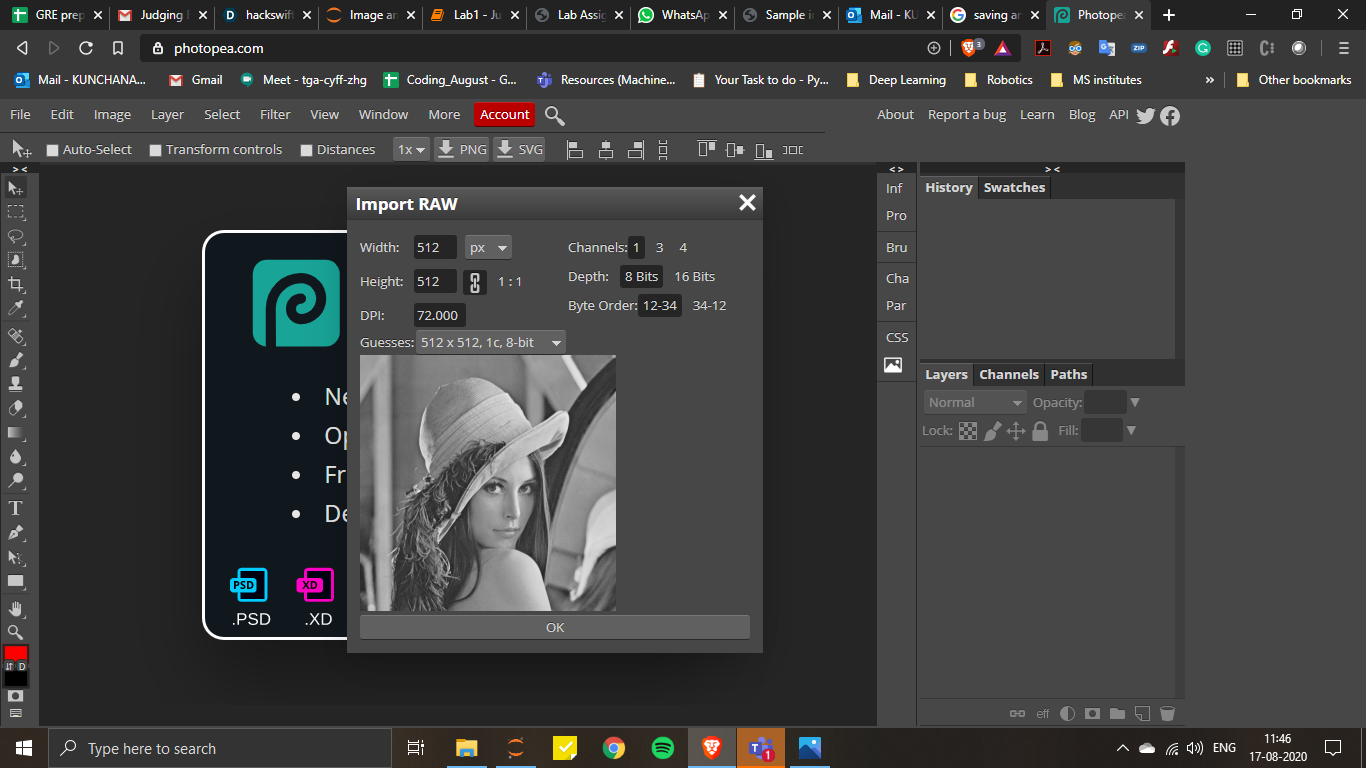 GRE prep
Judging
hackswif
Image an
Lab1 - Ju
Lab Assig
WhatsAp
Sample in
Mail - KU
saving ar
Photopea
photopea.com
3
Mail - KUNCHANA...
Gmail
Meet - tga-cyff-zhg
Coding_August - G...
Resources (Machine...
Your Task to do - Py...
Deep Learning
Robotics
MS institutes
»
Other bookmarks
File Edit Image Layer Select Filter View Window More Account
About Report a bug Learn Blog API
Auto-Select Transform controls Distances 1x PNG SVG
> <
< >
> <
Inf
Pro
Bru
Cha
Par
CSS
History Swatches
Import RAW
Width: 512 px
Channels: 1 3 4
Height: 512 1 : 1
Depth: 8 Bits 16 Bits
DPI: 72.000
Byte Order: 12-34 34-12
Guesses: 512 x 512, 1c, 8-bit
OK
Ne
Op
Fr
De
PSD
.PSD
XD
.XD
T
D
Layers Channels Paths
Normal Opacity:
Lock: Fill:
eff
Type here to search
1
ENG
11:46
17-08-2020